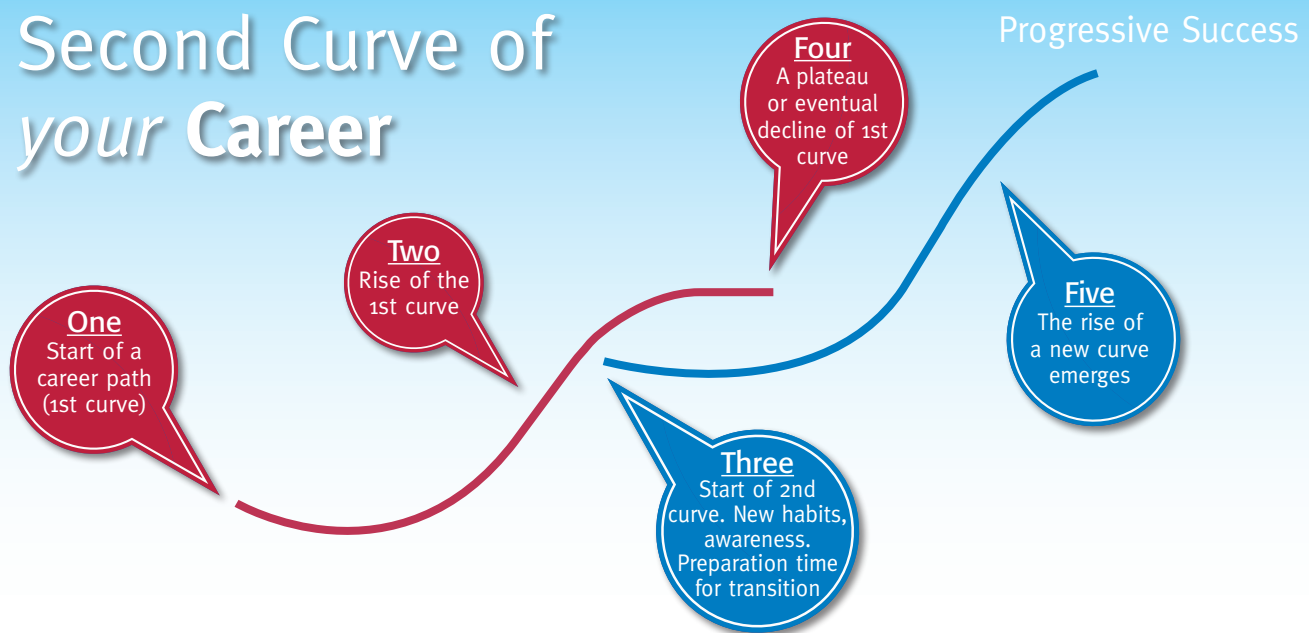 Second Curve of
your Career
Progressive Success
One
Start of a
career path
(1st curve)
Two
Rise of the
1st curve
Three
Start of 2nd
curve. New habits,
awareness.
Preparation time
for transition
Four
A plateau
or eventual
decline of 1st
curve
Five
The rise of
a new curve
emerges